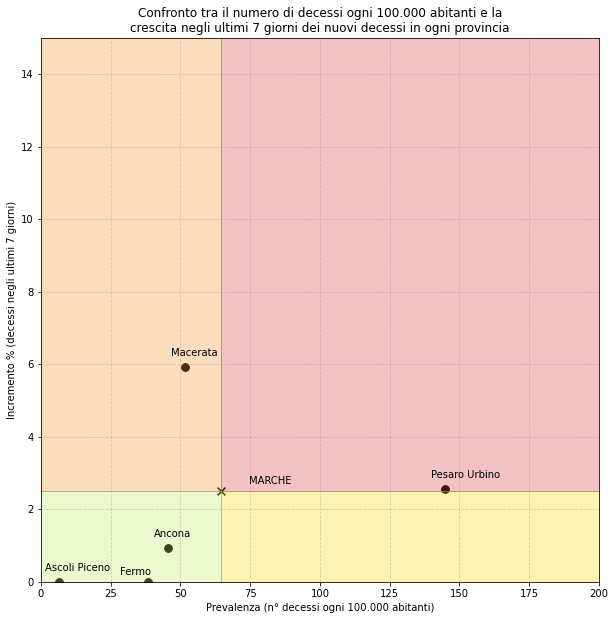 Confronto tra il numero di decessi ogni 100.000 abitanti e la
crescita negli ultimi 7 giorni dei nuovi decessi in ogni provincia
Incremento % (decessi negli ultimi 7 giorni)
14
12
10
8
6
4
2
0
Macerata
MARCHE
Pesaro Urbino
Ancona
Ascoli Piceno
Fermo
0 25 50 75 100 125 150 175 200
Prevalenza (n° decessi ogni 100.000 abitanti)